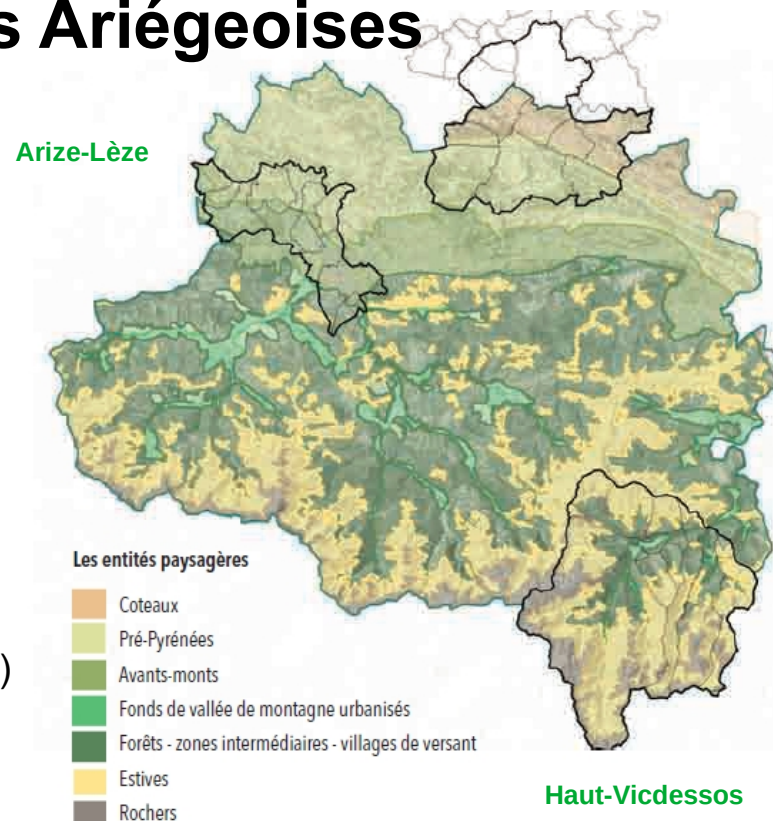 s Ariégeoises
Arize-Lèze
Les entités paysagères
Coteaux
Pré-Pyrénées
Avants-monts
)
Fonds de vallée de montagne urbanisés
Forêts - zones intermédiaires - villages de versant
Estives
Haut-Vicdessos
Rochers